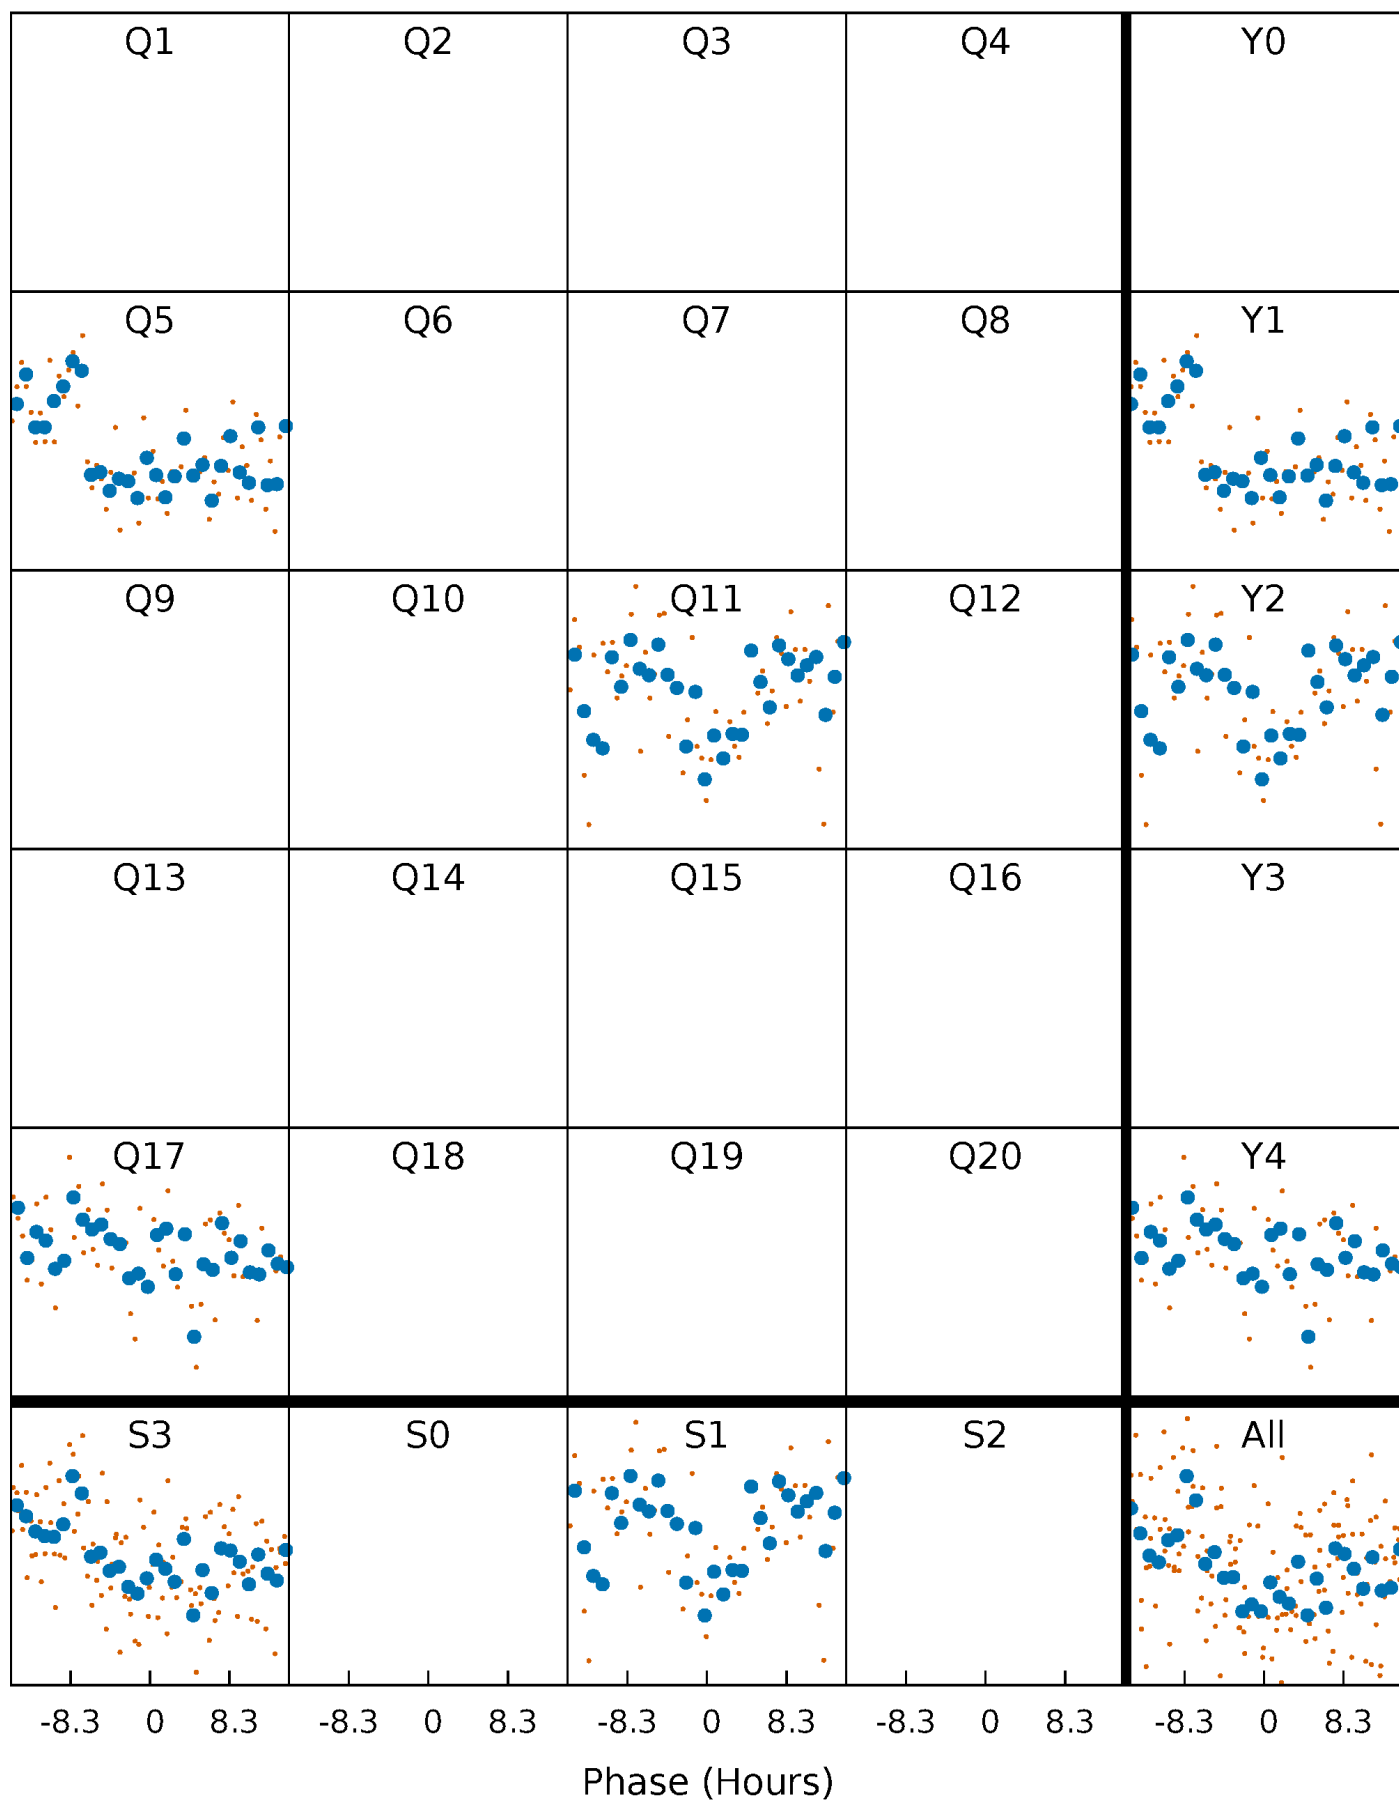 Q1 Q2 Q3 Q4 Y0
Q5 Q6 Q7 Q8 Y1
Q9 Q10 Q11 Q12 Y2
Q13 Q14 Q15 Q16 Y3
Q17 Q18 Q19 Q20 Y4
S3 S0 S1 S2 All
-8.3 0 8.3 -8.3 0 8.3 -8.3 0 8.3 -8.3 0 8.3 -8.3 0 8.3
Phase (Hours)